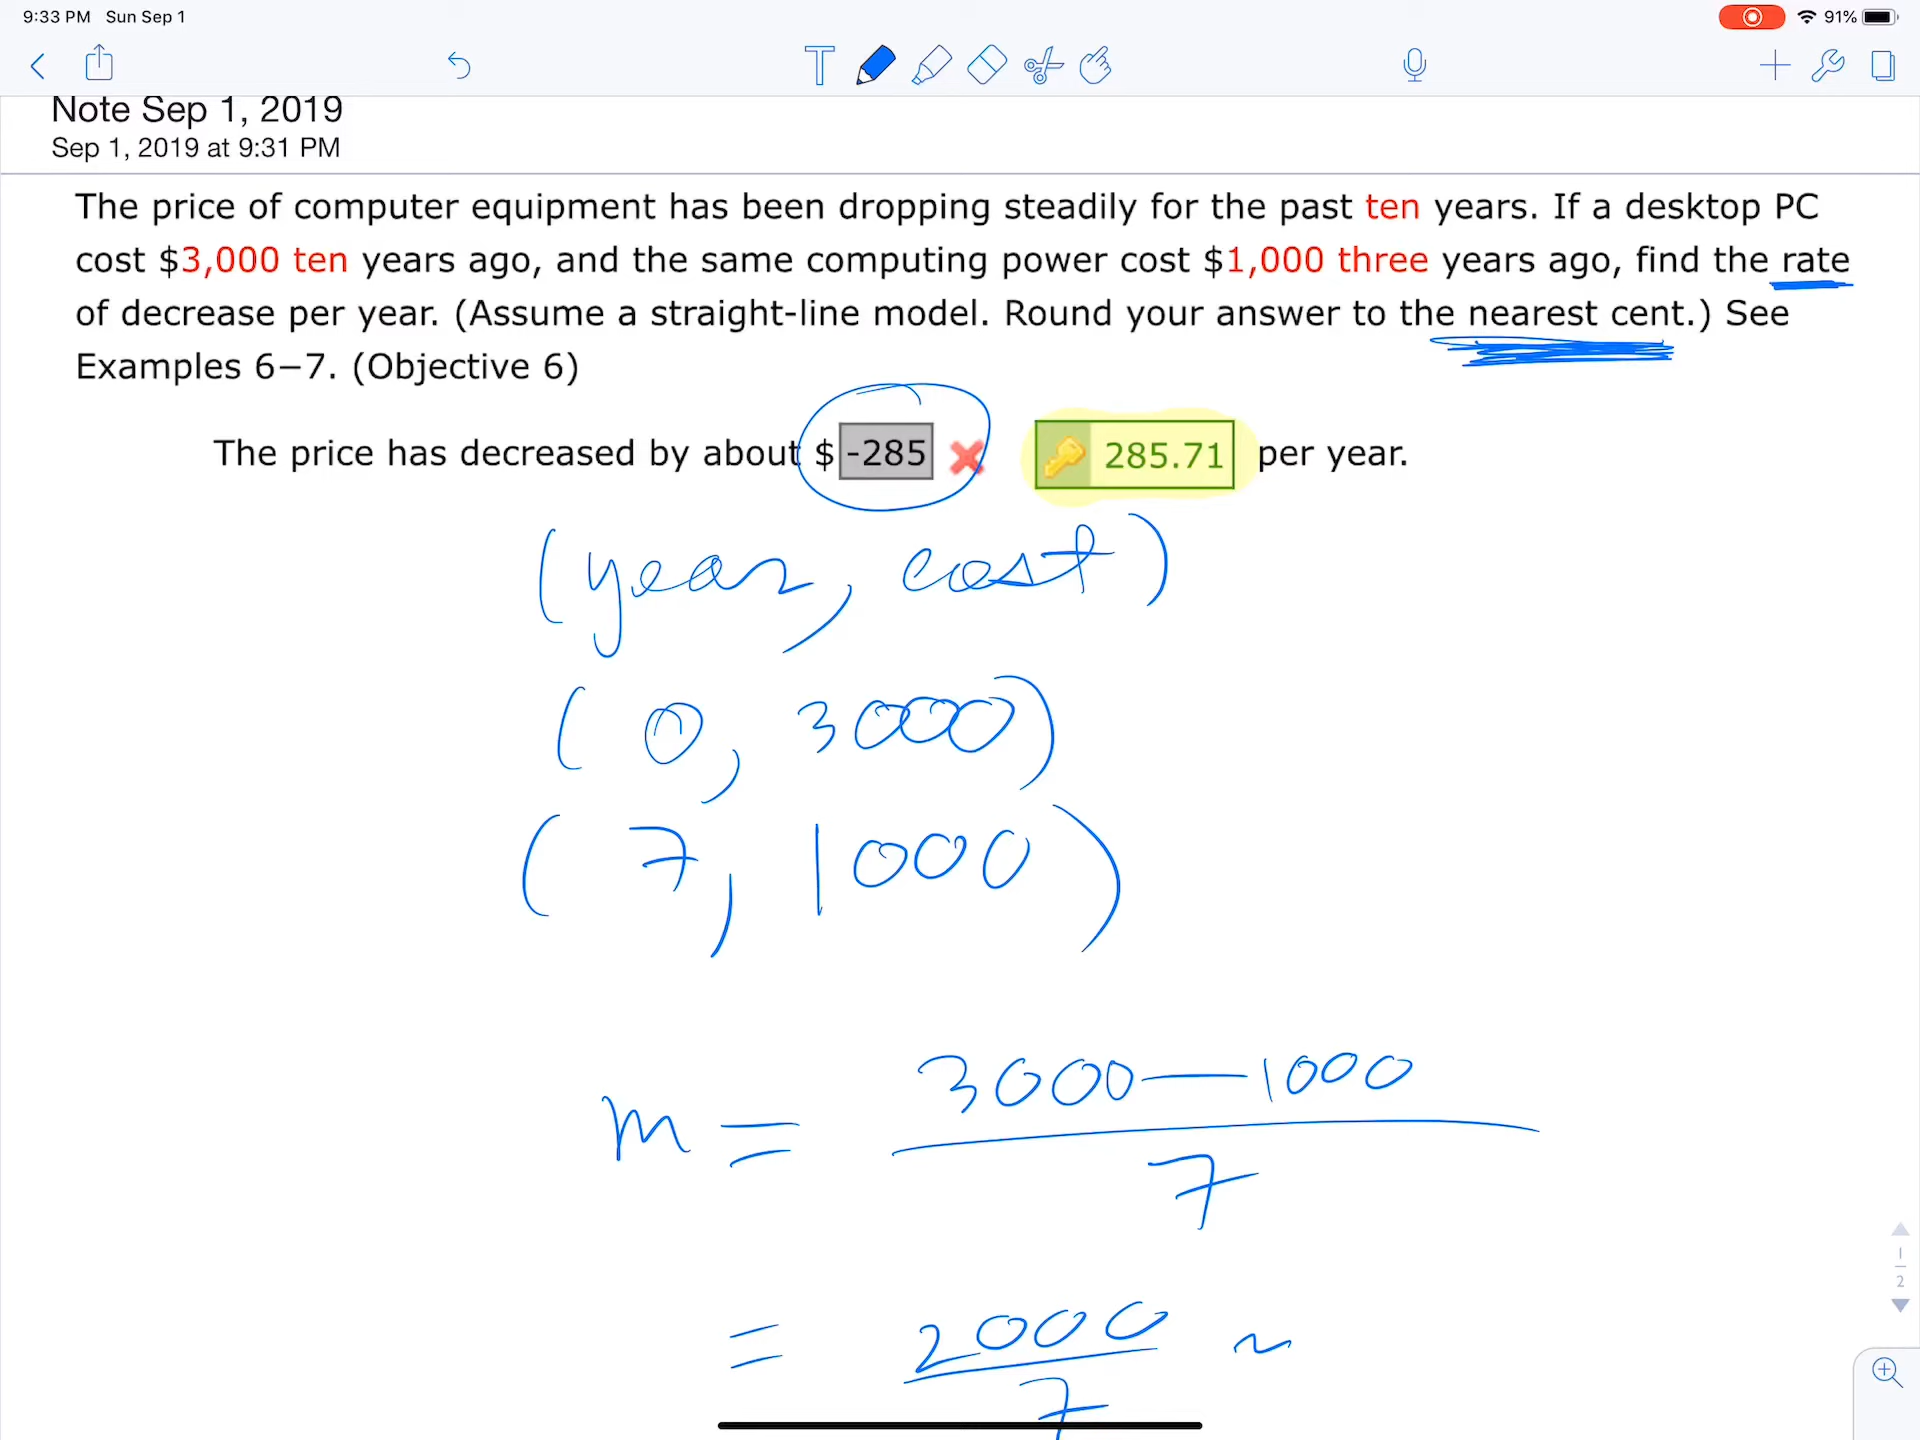 9:33 PM Sun Sep 1 91%
Note Sep 1, 2019
Sep 1, 2019 at 9:31 PM
The price of computer equipment has been dropping steadily for the past ten years. If a desktop PC
cost $3,000 ten years ago, and the same computing power cost $1,000 three years ago, find the rate
of decrease per year. (Assume a straight-line model. Round your answer to the nearest cent.) See
Examples 6–7. (Objective 6)
The price has decreased by about $ -285 285.71 per year.
(year, cost)
(0, 3000)
(7, 1000)
m = 3000 — 1000
7
1
2
= 2000 ~
7